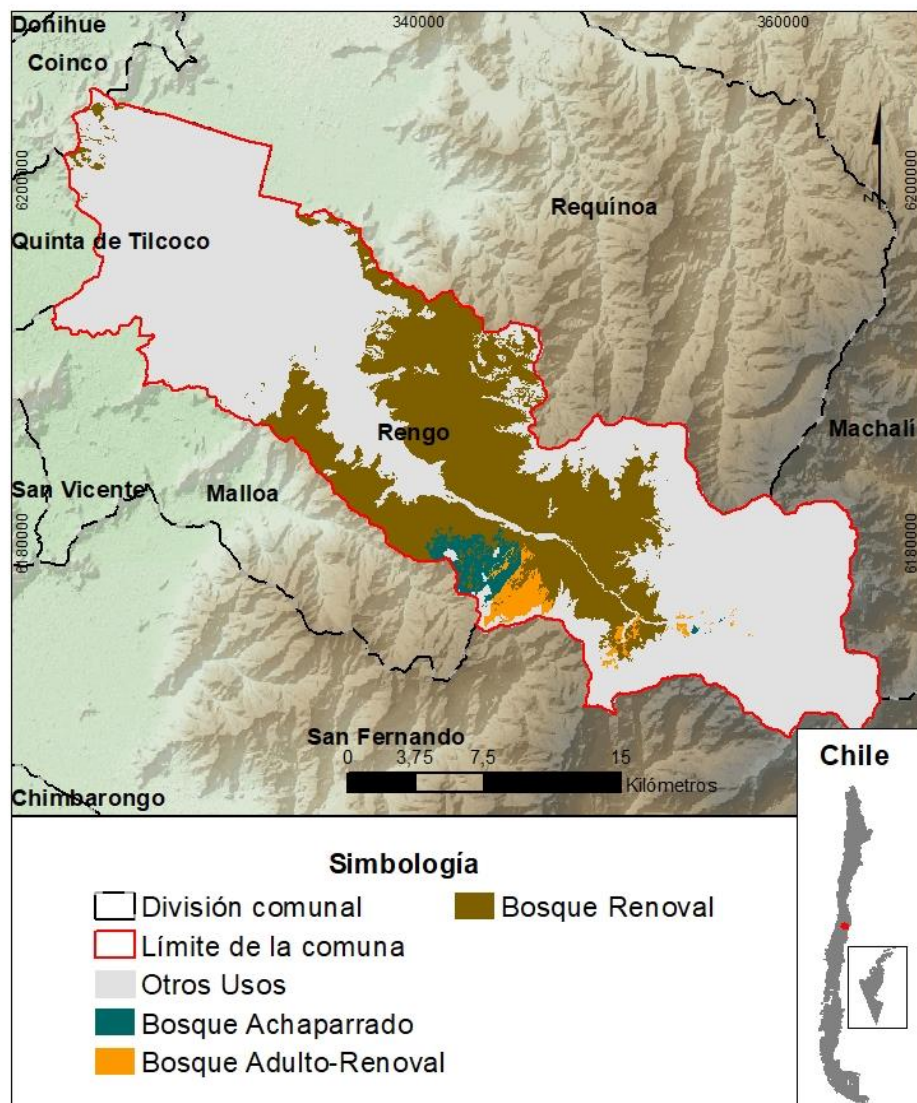 340000
360000
Doñihue
Coinco
6200000
6200000
N
Requínoa
Quinta de Tilcoco
Rengo
Machalí
San Vicente
Malloa
6180000
6180000
San Fernando
0 3,75 7,5 15
Kilómetros
Chimbarongo
Chile
Simbología
División comunal
Bosque Renoval
Límite de la comuna
Otros Usos
Bosque Achaparrado
Bosque Adulto-Renoval